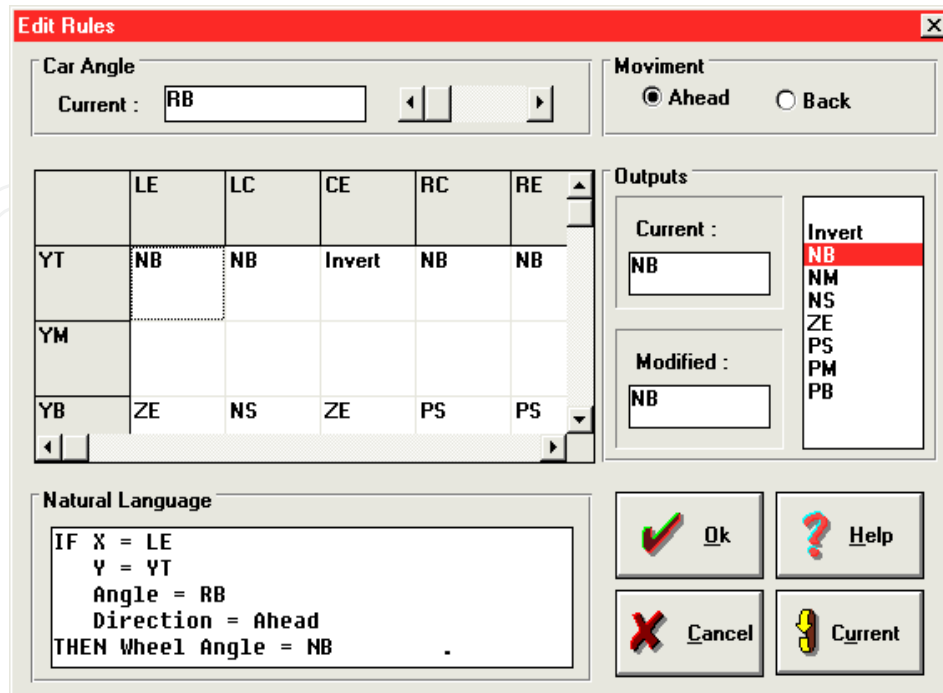 Edit Rules
Car Angle
Current : RB
Moviment
Ahead Back
LE LC CE RC RE
YT NB NB Invert NB NB
YM
YB ZE NS ZE PS PS
Outputs
Current :
NB
Modified :
NB
Invert
NB
NM
NS
ZE
PS
PM
PB
Natural Language
IF X = LE
Y = YT
Angle = RB
Direction = Ahead
THEN Wheel Angle = NB .
Ok
Help
Cancel
Current